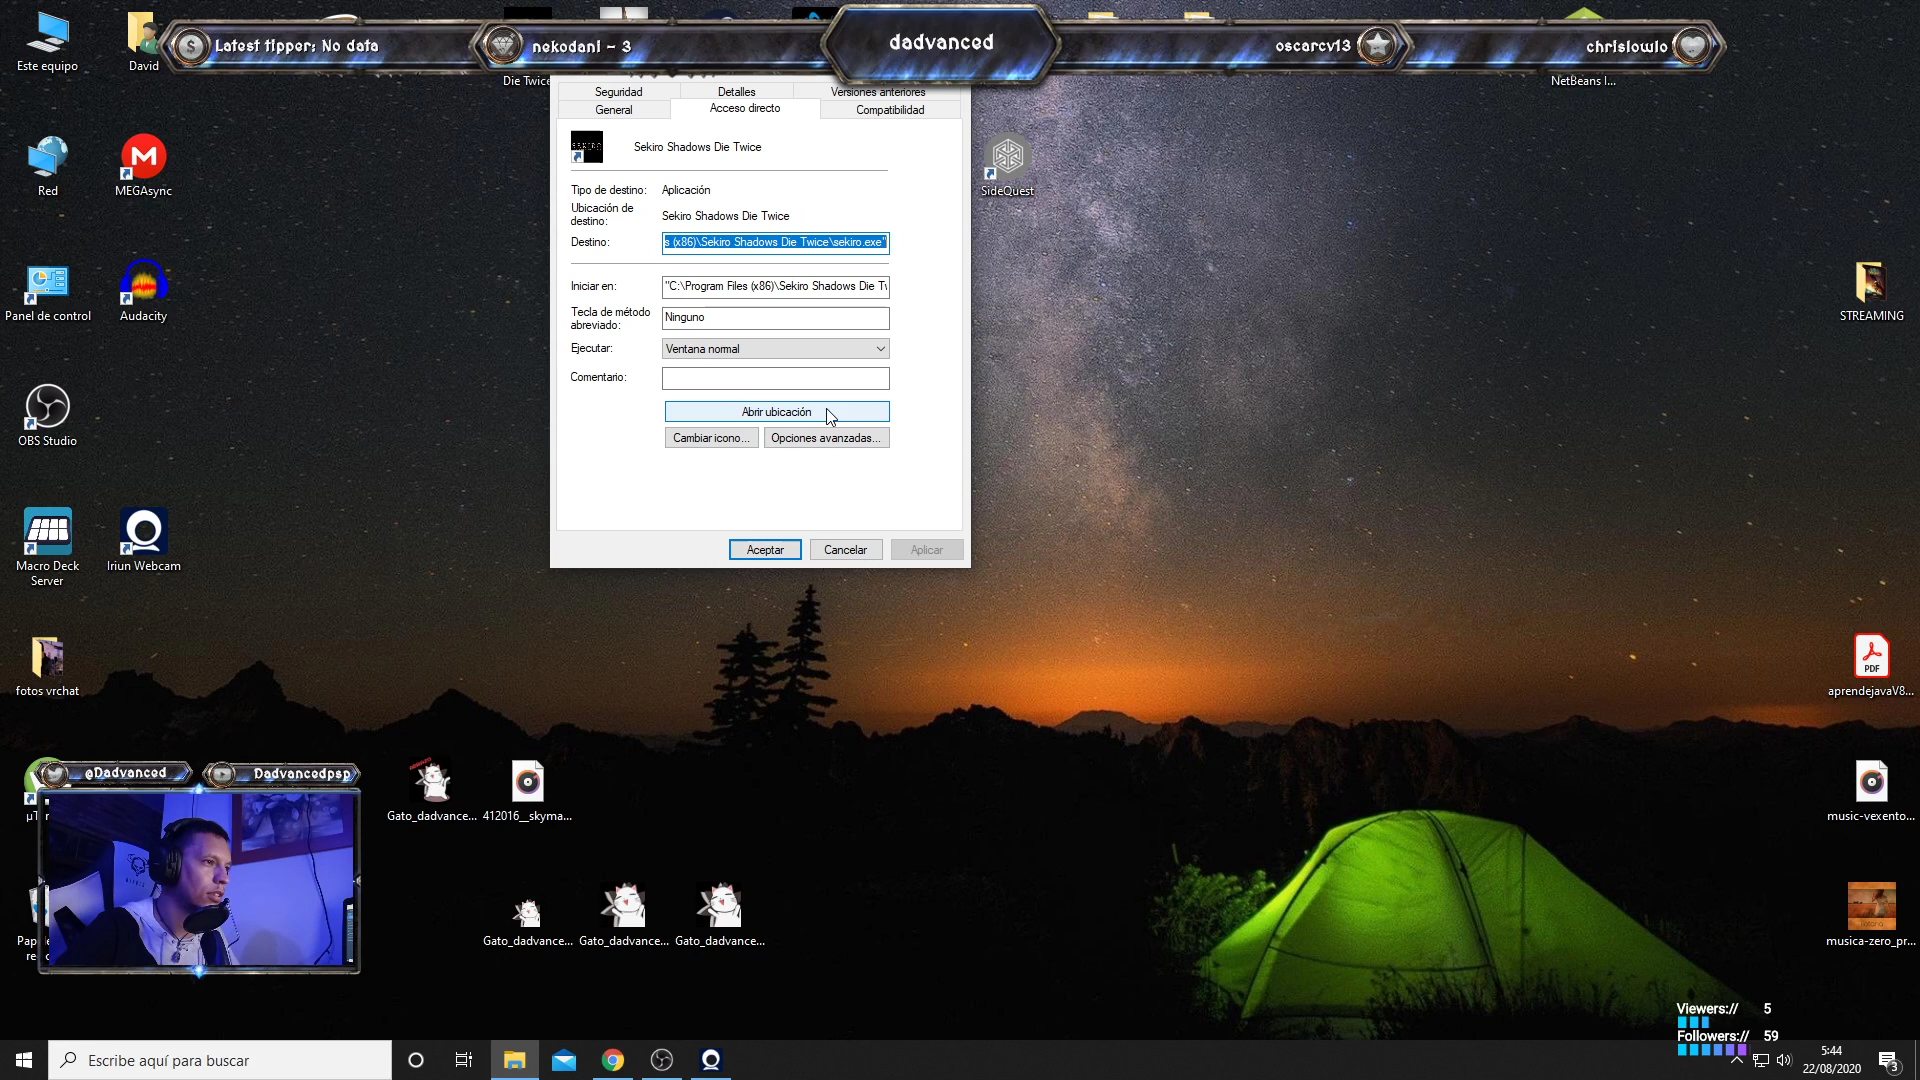 Latest tipper: No data
nekodani - 3
dadvanced
oscarcv13
chrislowlo
Este equipo
David
Die Twice
NetBeans I...
Seguridad
Detalles
Versiones anteriores
General
Acceso directo
Compatibilidad
SEKIRO
Sekiro Shadows Die Twice
Tipo de destino:
Aplicación
Ubicación de
destino:
Sekiro Shadows Die Twice
Destino:
s (x86)\Sekiro Shadows Die Twice\sekiro.exe"
Iniciar en:
"C:\Program Files (x86)\Sekiro Shadows Die Tw
Tecla de método
abreviado:
Ninguno
Ejecutar:
Ventana normal
Comentario:
Abrir ubicación
Cambiar icono...
Opciones avanzadas...
Aceptar
Cancelar
Aplicar
Red
MEGAsync
SideQuest
Panel de control
Audacity
STREAMING
OBS Studio
Macro Deck
Server
Iriun Webcam
fotos vrchat
PDF
aprendejavaV8...
@Dadvanced
Dadvancedpsp
Gato_dadvance...
412016__skyma...
music-vexento...
Gato_dadvance...
Gato_dadvance...
Gato_dadvance...
musica-zero_pr...
Viewers://
5
Followers://
59
Escribe aquí para buscar
5:44
22/08/2020
3